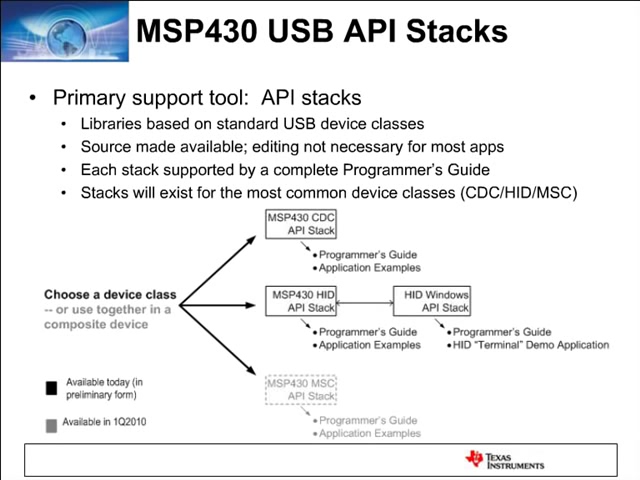 MSP430 USB API Stacks
• Primary support tool:  API stacks
• Libraries based on standard USB device classes
• Source made available; editing not necessary for most apps
• Each stack supported by a complete Programmer's Guide
• Stacks will exist for the most common device classes (CDC/HID/MSC)
MSP430 CDC
API Stack
• Programmer's Guide
• Application Examples
Choose a device class
-- or use together in a
composite device
MSP430 HID
API Stack
• Programmer's Guide
• Application Examples
HID Windows
API Stack
• Programmer's Guide
• HID "Terminal" Demo Application
MSP430 MSC
API Stack
• Programmer's Guide
• Application Examples
Available today (in
preliminary form)
Available in 1Q2010
TEXAS
INSTRUMENTS